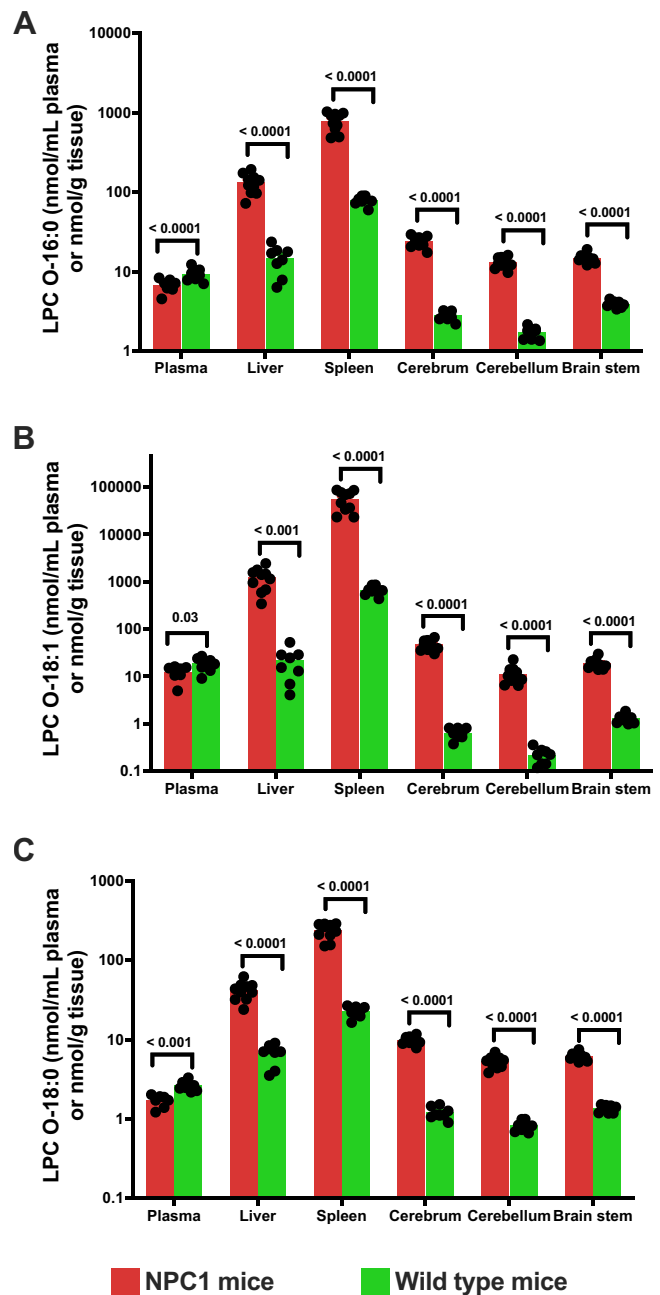 A
LPC O-16:0 (nmol/mL plasma
or nmol/g tissue)
10000
1000
100
10
1
< 0.0001
< 0.0001
< 0.0001
< 0.0001
< 0.0001
< 0.0001
Plasma Liver Spleen Cerebrum Cerebellum Brain stem
B
LPC O-18:1 (nmol/mL plasma
or nmol/g tissue)
100000
10000
1000
100
10
1
0.1
0.03
< 0.001
< 0.0001
< 0.0001
< 0.0001
< 0.0001
Plasma Liver Spleen Cerebrum Cerebellum Brain stem
C
LPC O-18:0 (nmol/mL plasma
or nmol/g tissue)
1000
100
10
1
0.1
< 0.001
< 0.0001
< 0.0001
< 0.0001
< 0.0001
< 0.0001
Plasma Liver Spleen Cerebrum Cerebellum Brain stem
NPC1 mice Wild type mice